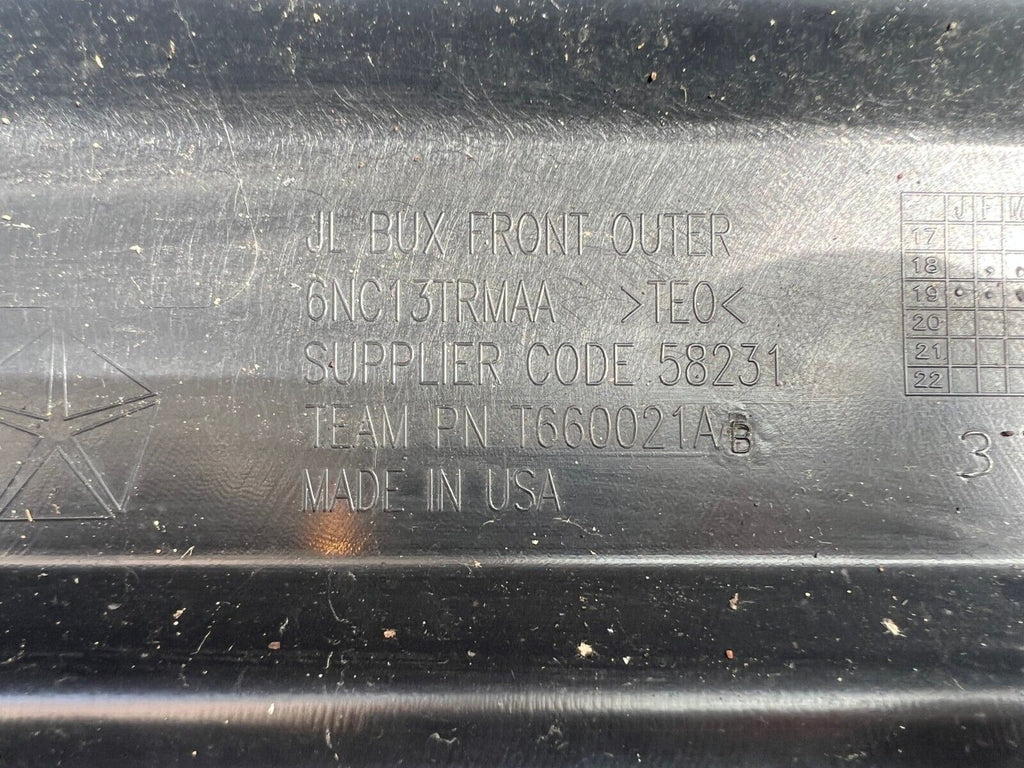 JL BUX FRONT OUTER
6NC13TRMAA >TEO<
SUPPLIER CODE 58231
TEAM PN T660021AB
MADE IN USA
J F M
17
18
19
20
21
22
3